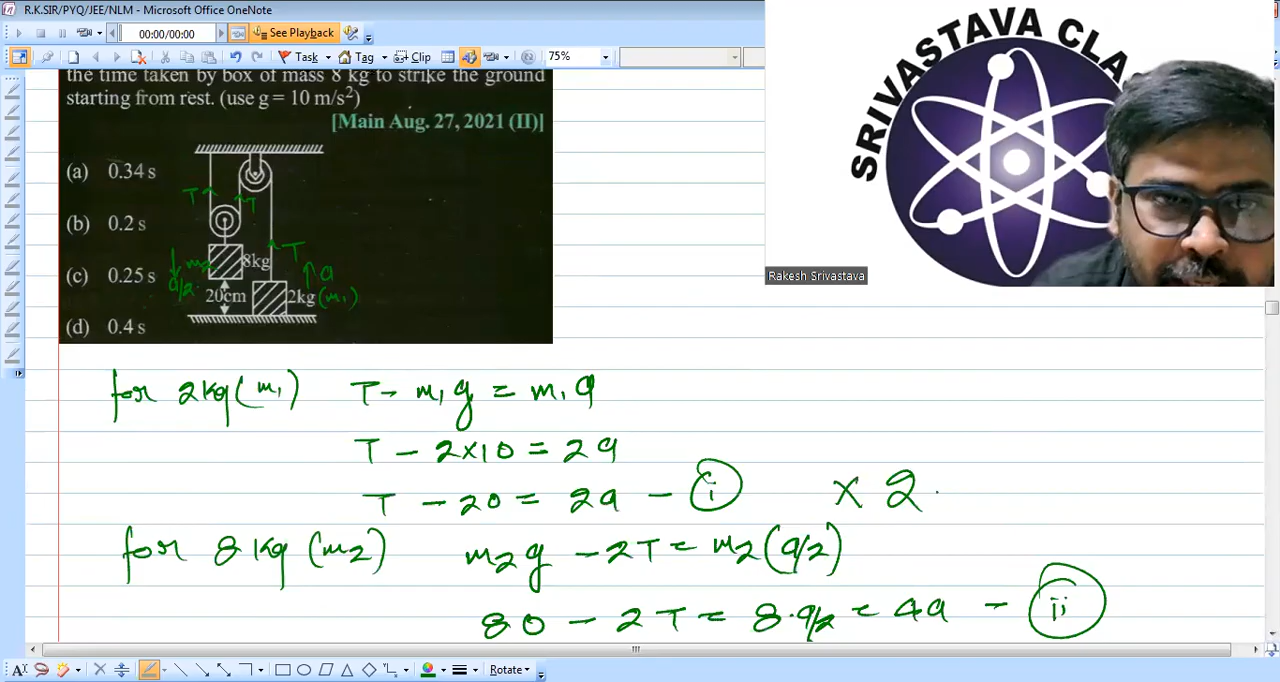 R.K.SIR/PYQ/JEE/NLM - Microsoft Office OneNote
00:00/00:00 See Playback
Task Tag Clip 75%
SRIVASTAVA CLA
Rakesh Srivastava
the time taken by box of mass 8 kg to strike the ground
starting from rest. (use g = 10 m/s²)
[Main Aug. 27, 2021 (II)]
(a) 0.34 s
(b) 0.2 s
(c) 0.25 s
(d) 0.4 s
T T
T
a
m2 8kg
a/2
20cm 2kg (m1)
for 2kg (m1) T - m1g = m1a
T - 2×10 = 2a
T - 20 = 2a - (i) × 2
for 8 kg (m2) m2g - 2T = m2(a/2)
80 - 2T = 8.a/2 = 4a - (ii)
Rotate